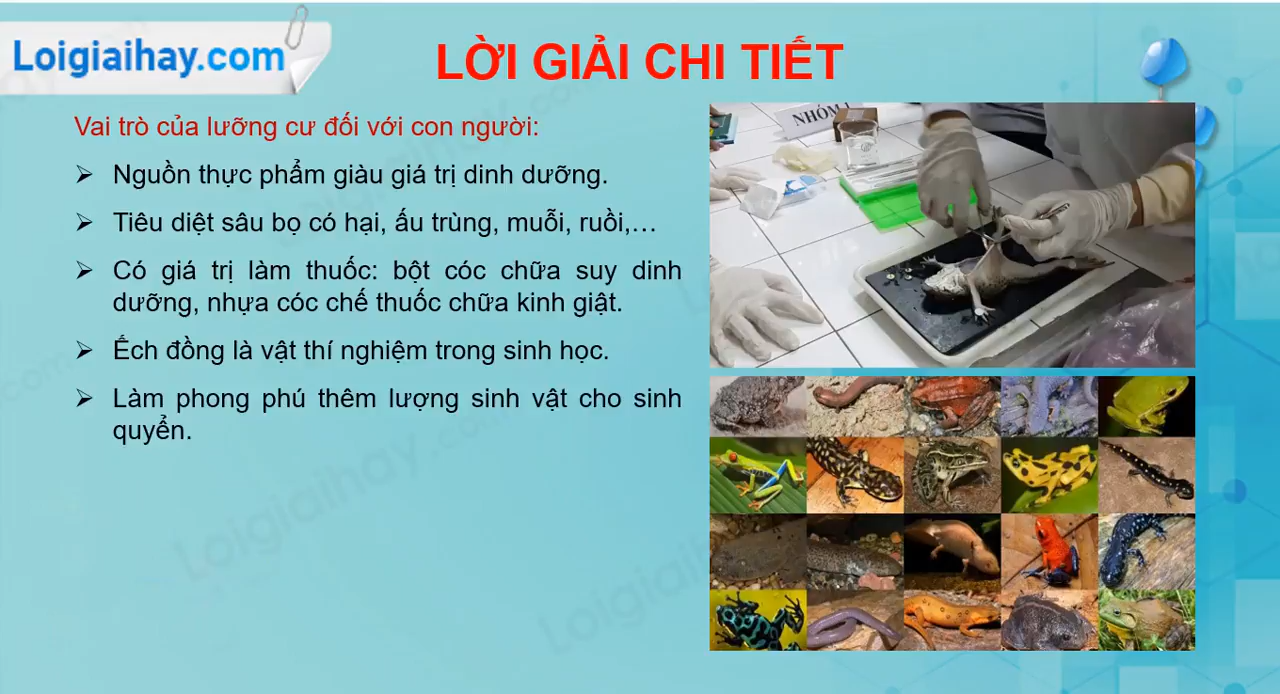 Loigiaihay.com
LỜI GIẢI CHI TIẾT
Vai trò của lưỡng cư đối với con người:
Nguồn thực phẩm giàu giá trị dinh dưỡng.
Tiêu diệt sâu bọ có hại, ấu trùng, muỗi, ruồi,…
Có giá trị làm thuốc: bột cóc chữa suy dinh
dưỡng, nhựa cóc chế thuốc chữa kinh giật.
Ếch đồng là vật thí nghiệm trong sinh học.
Làm phong phú thêm lượng sinh vật cho sinh
quyển.
NHÓM 1